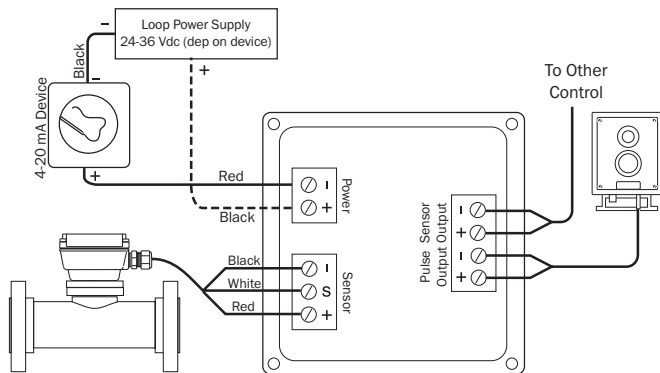 Loop Power Supply
24-36 Vdc (dep on device)
-
+
Black
-
4-20 mA Device
+
Red
Black
-
+
Power
To Other
Control
Black
White
Red
-
S
+
Sensor
-
+
-
+
Pulse Sensor
Output Output